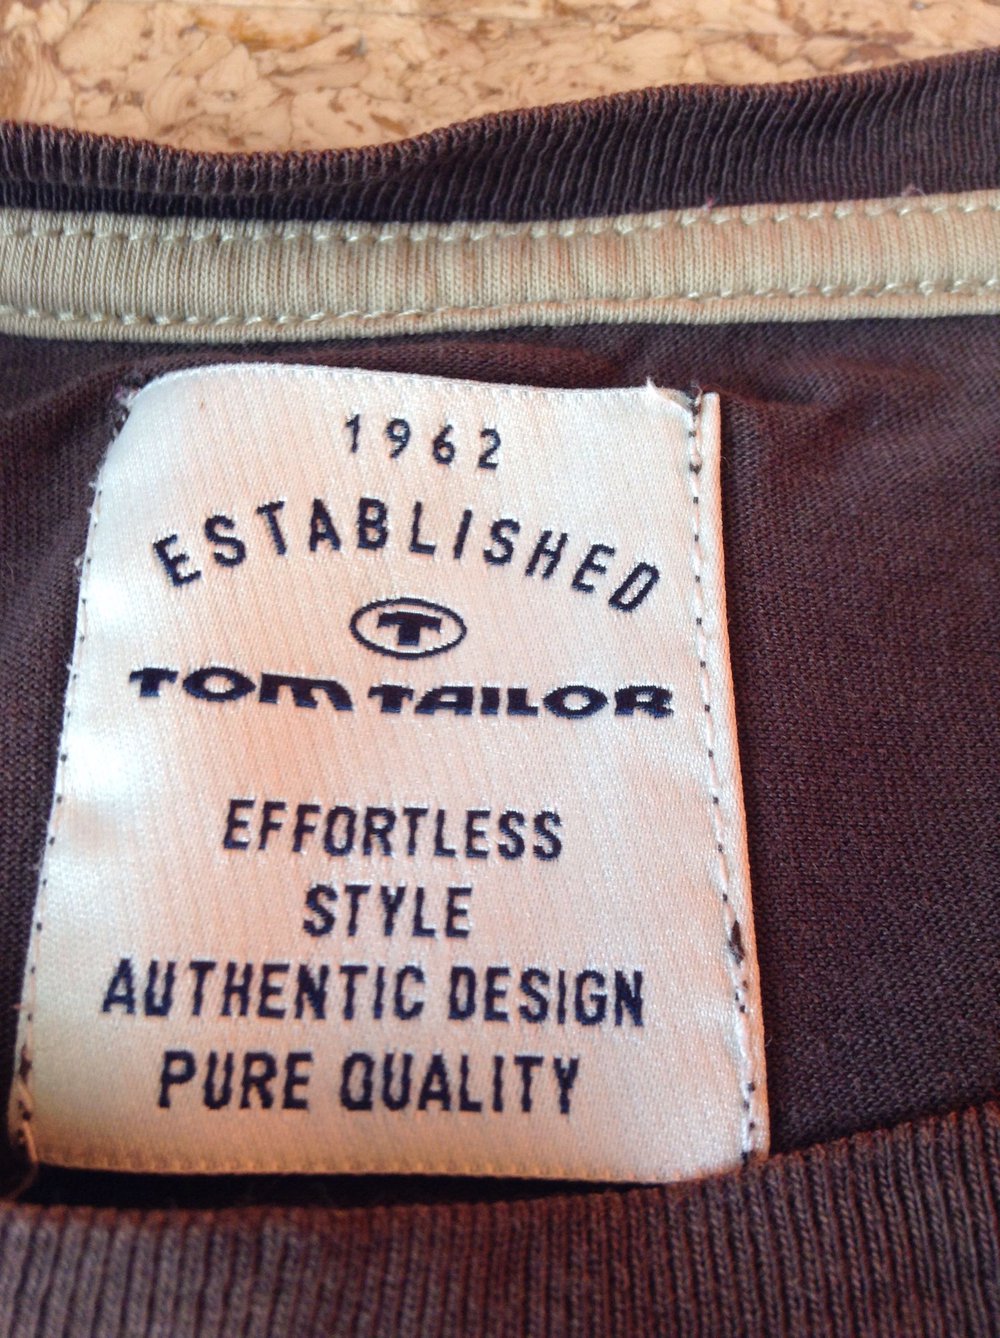 1962
ESTABLISHED
T
TOM TAILOR
EFFORTLESS
STYLE
AUTHENTIC DESIGN
PURE QUALITY